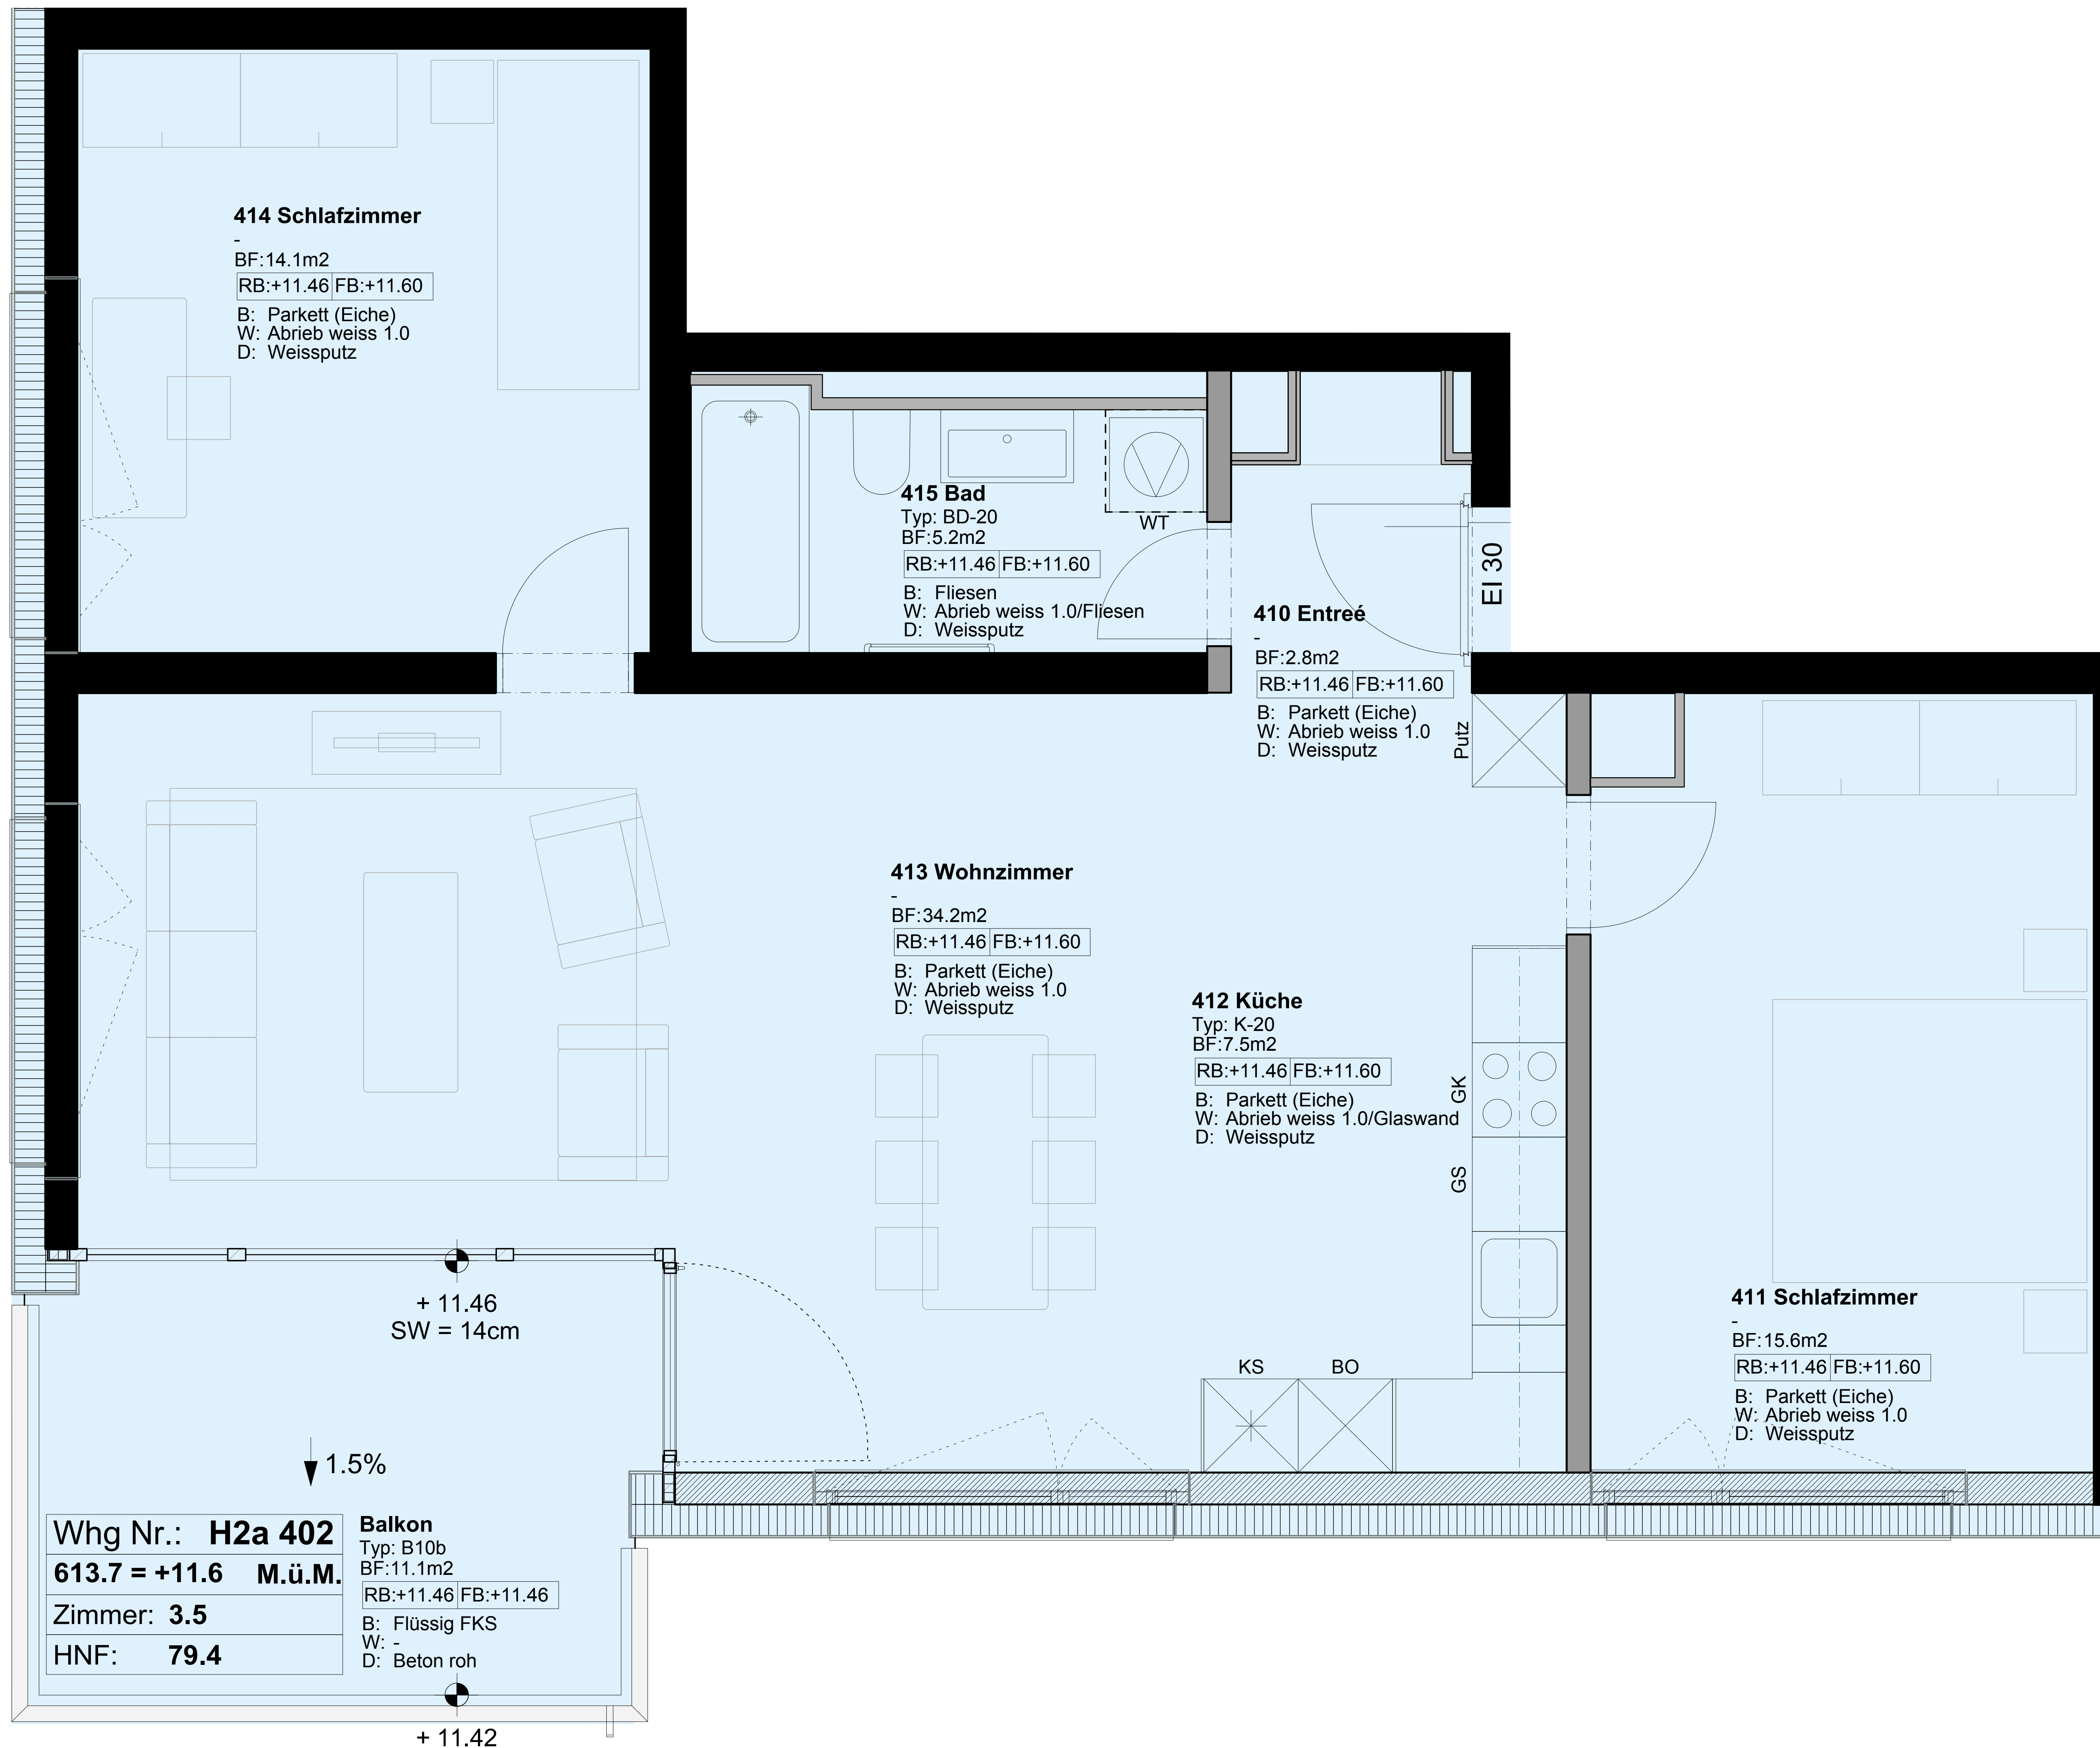 414 Schlafzimmer
-
BF:14.1m2
RB:+11.46 FB:+11.60
B: Parkett (Eiche)
W: Abrieb weiss 1.0
D: Weissputz
415 Bad
Typ: BD-20
BF:5.2m2
RB:+11.46 FB:+11.60
B: Fliesen
W: Abrieb weiss 1.0/Fliesen
D: Weissputz
WT
EI 30
410 Entreé
-
BF:2.8m2
RB:+11.46 FB:+11.60
B: Parkett (Eiche)
W: Abrieb weiss 1.0
D: Weissputz
Putz
413 Wohnzimmer
-
BF:34.2m2
RB:+11.46 FB:+11.60
B: Parkett (Eiche)
W: Abrieb weiss 1.0
D: Weissputz
412 Küche
Typ: K-20
BF:7.5m2
RB:+11.46 FB:+11.60
B: Parkett (Eiche)
W: Abrieb weiss 1.0/Glaswand
D: Weissputz
GK
GS
KS BO
411 Schlafzimmer
-
BF:15.6m2
RB:+11.46 FB:+11.60
B: Parkett (Eiche)
W: Abrieb weiss 1.0
D: Weissputz
+ 11.46
SW = 14cm
1.5%
Whg Nr.: H2a 402
613.7 = +11.6 M.ü.M.
Zimmer: 3.5
HNF: 79.4
Balkon
Typ: B10b
BF:11.1m2
RB:+11.46 FB:+11.46
B: Flüssig FKS
W: -
D: Beton roh
+ 11.42